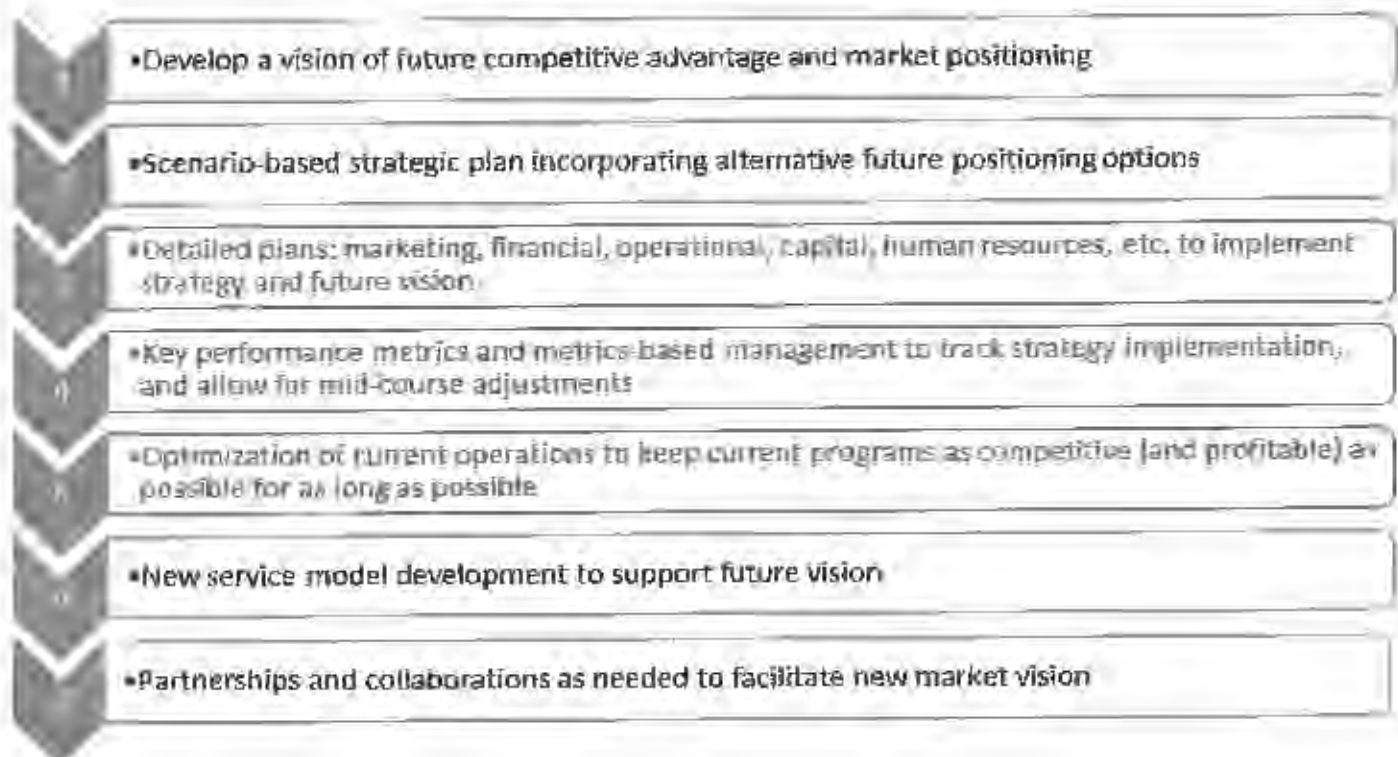 •Develop a vision of future competitive advantage and market positioning
•Scenario-based strategic plan incorporating alternative future positioning options
•Detailed plans: marketing, financial, operational, capital, human resources, etc. to implement
strategy and future vision
•Key performance metrics and metrics-based management to track strategy implementation,
and allow for mid-course adjustments
•Optimization of current operations to keep current programs as competitive (and profitable) as
possible for as long as possible
•New service model development to support future vision
•Partnerships and collaborations as needed to facilitate new market vision